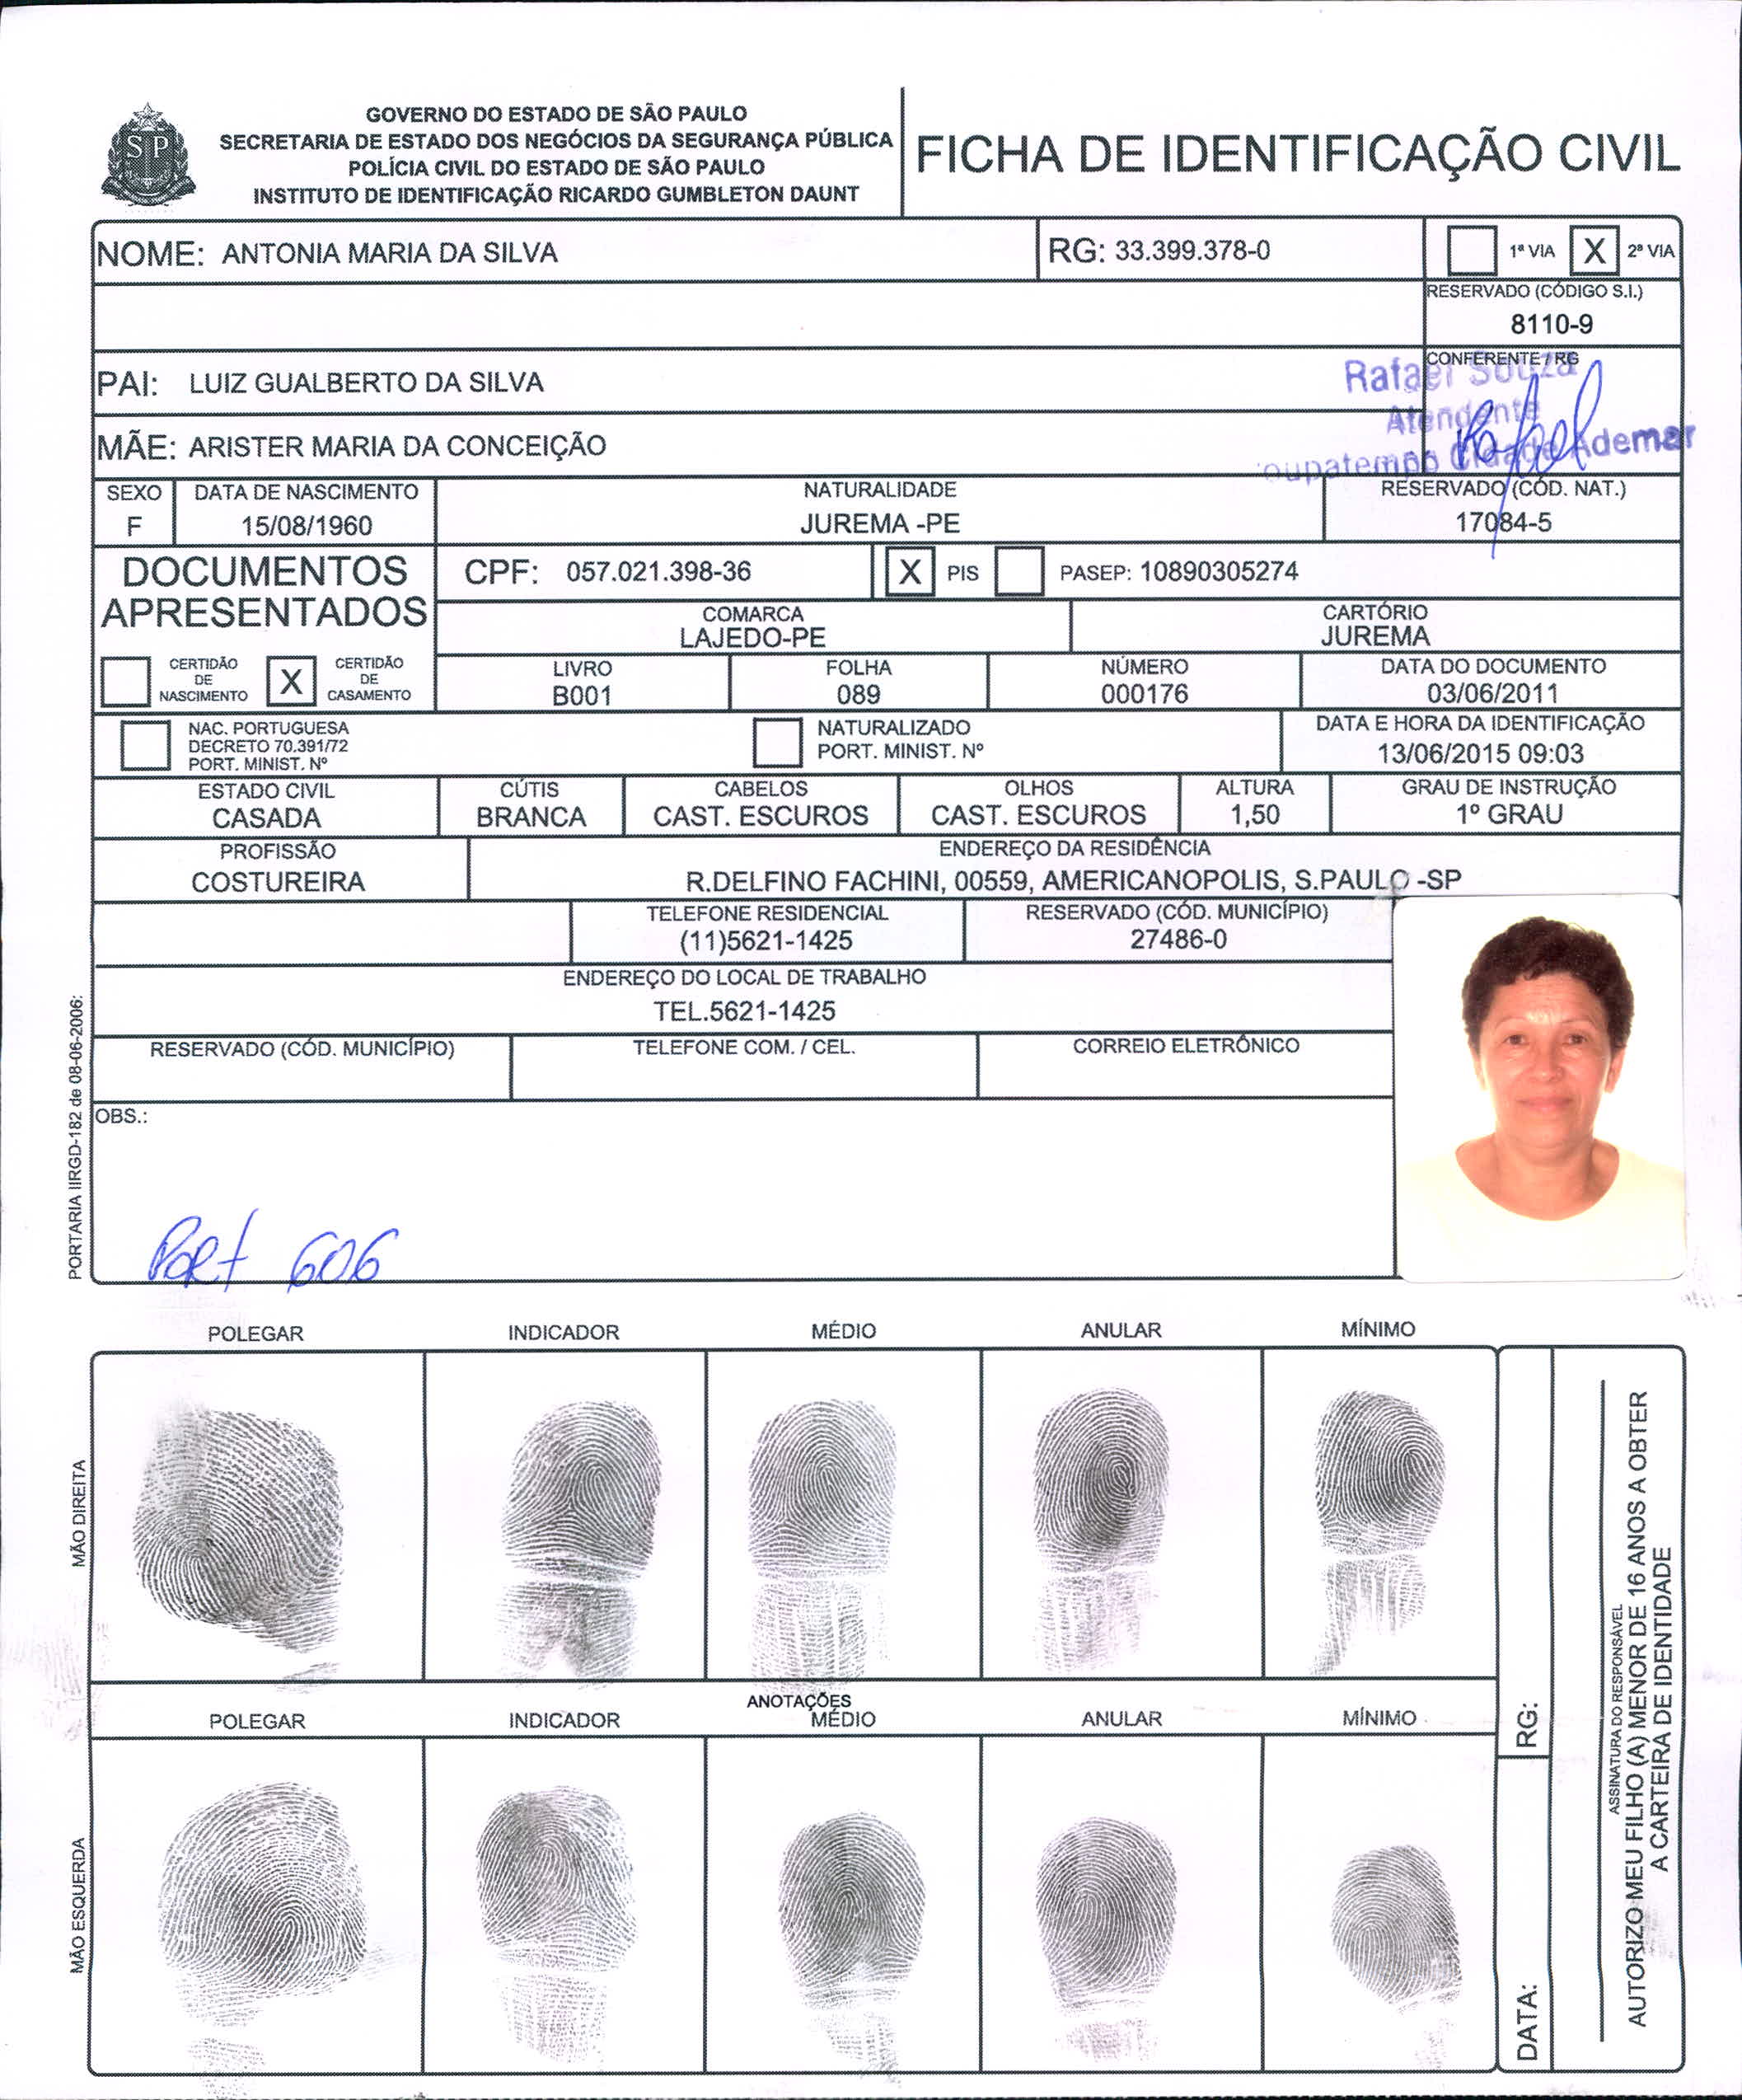 GOVERNO DO ESTADO DE SÃO PAULO
SECRETARIA DE ESTADO DOS NEGÓCIOS DA SEGURANÇA PÚBLICA
POLÍCIA CIVIL DO ESTADO DE SÃO PAULO
INSTITUTO DE IDENTIFICAÇÃO RICARDO GUMBLETON DAUNT
SP
FICHA DE IDENTIFICAÇÃO CIVIL
NOME: ANTONIA MARIA DA SILVA
RG: 33.399.378-0
1ª VIA X 2ª VIA
RESERVADO (CÓDIGO S.I.)
8110-9
PAI: LUIZ GUALBERTO DA SILVA
CONFERENTE / RG
Rafael Souza
Atendente
oupatempo Cidade Ademar
Rafael
MÃE: ARISTER MARIA DA CONCEIÇÃO
SEXO
F
DATA DE NASCIMENTO
15/08/1960
NATURALIDADE
JUREMA -PE
RESERVADO (CÓD. NAT.)
17084-5
DOCUMENTOS
APRESENTADOS
CPF: 057.021.398-36
X PIS
PASEP: 10890305274
COMARCA
LAJEDO-PE
CARTÓRIO
JUREMA
CERTIDÃO
DE
NASCIMENTO
X
CERTIDÃO
DE
CASAMENTO
LIVRO
B001
FOLHA
089
NÚMERO
000176
DATA DO DOCUMENTO
03/06/2011
NAC. PORTUGUESA
DECRETO 70.391/72
PORT. MINIST. Nº
NATURALIZADO
PORT. MINIST. Nº
DATA E HORA DA IDENTIFICAÇÃO
13/06/2015 09:03
ESTADO CIVIL
CASADA
CÚTIS
BRANCA
CABELOS
CAST. ESCUROS
OLHOS
CAST. ESCUROS
ALTURA
1,50
GRAU DE INSTRUÇÃO
1º GRAU
PROFISSÃO
COSTUREIRA
ENDEREÇO DA RESIDÊNCIA
R.DELFINO FACHINI, 00559, AMERICANOPOLIS, S.PAULO -SP
TELEFONE RESIDENCIAL
(11)5621-1425
RESERVADO (CÓD. MUNICÍPIO)
27486-0
ENDEREÇO DO LOCAL DE TRABALHO
TEL.5621-1425
RESERVADO (CÓD. MUNICÍPIO)
TELEFONE COM. / CEL.
CORREIO ELETRÔNICO
OBS.:
Port 606
PORTARIA IIRGD-182 de 08-06-2006:
POLEGAR INDICADOR MÉDIO ANULAR MÍNIMO
MÃO DIREITA
ANOTAÇÕES
POLEGAR INDICADOR MÉDIO ANULAR MÍNIMO
MÃO ESQUERDA
RG:
DATA:
ASSINATURA DO RESPONSÁVEL
AUTORIZO MEU FILHO (A) MENOR DE 16 ANOS A OBTER
A CARTEIRA DE IDENTIDADE